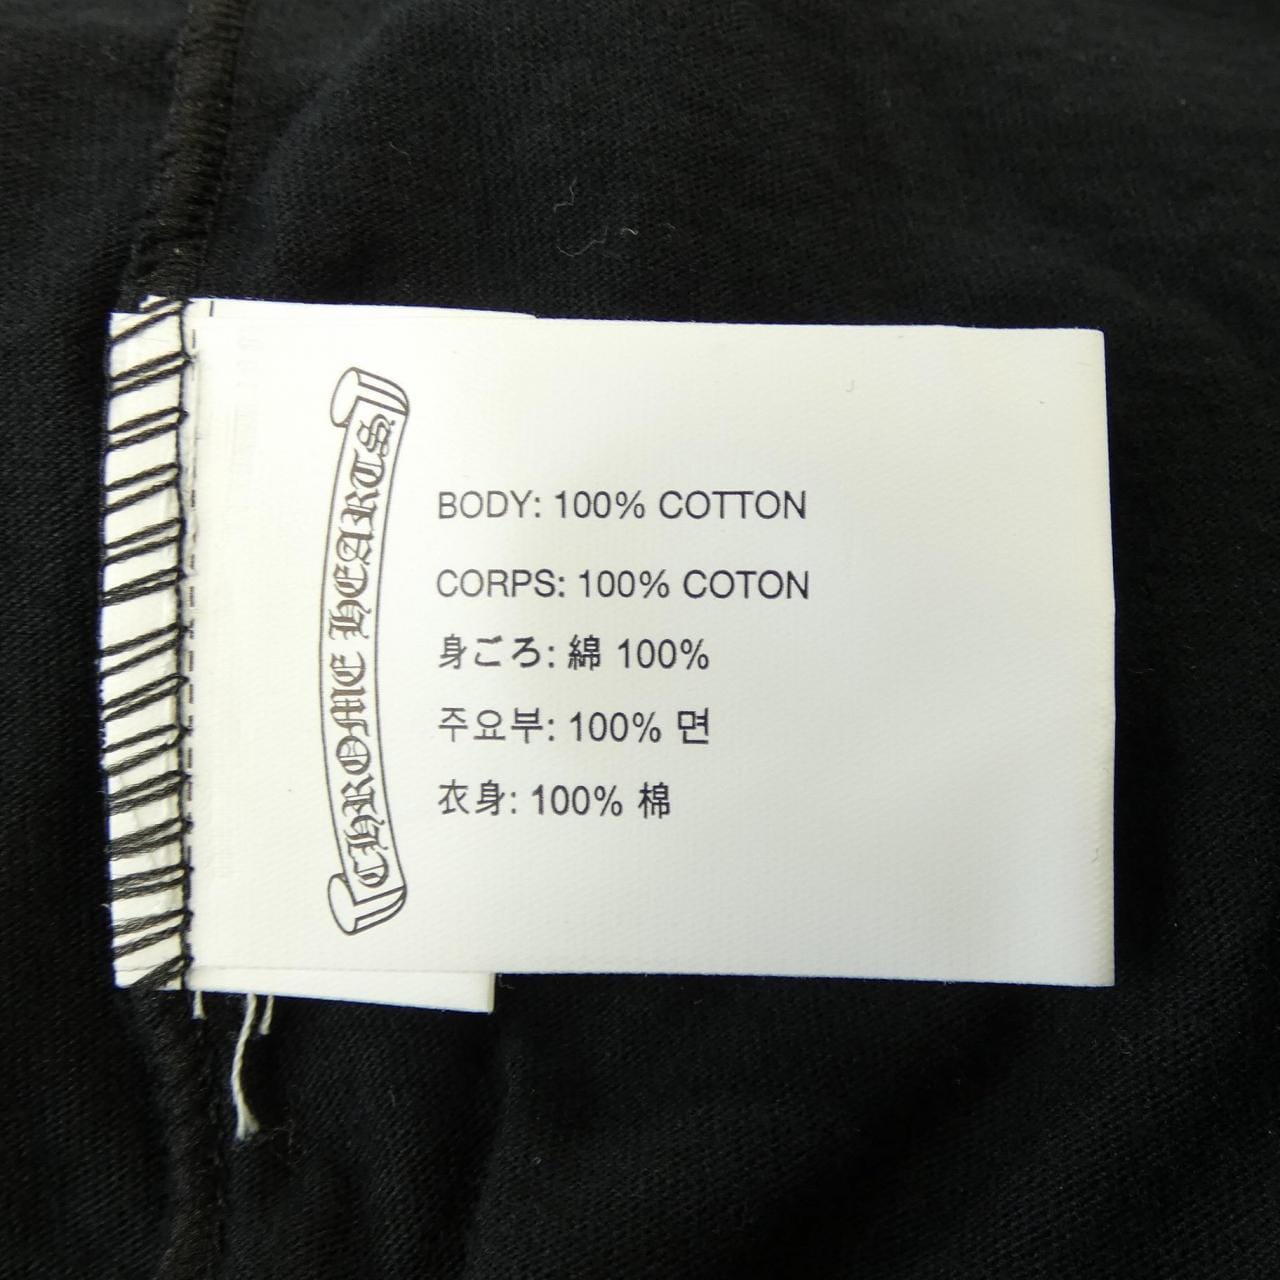 CHROME HEARTS
BODY: 100% COTTON
CORPS: 100% COTON
身ごろ: 綿 100%
주요부: 100% 면
衣身: 100% 棉